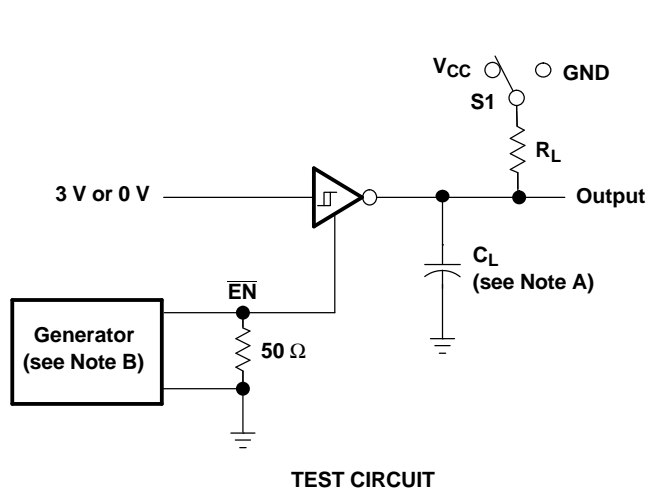 VCC
GND
S1
RL
3 V or 0 V
Output
CL
(see Note A)
EN
Generator
(see Note B)
50 Ω
TEST CIRCUIT